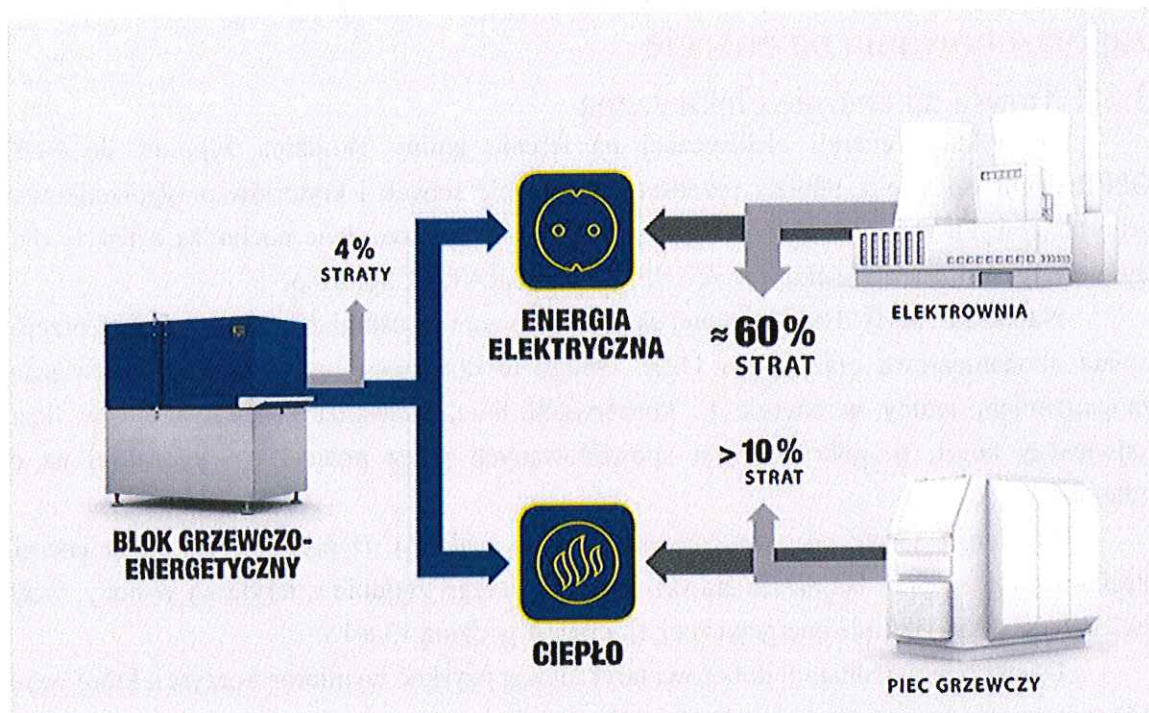 4%
STRATY
ENERGIA
ELEKTRYCZNA
≈60%
STRAT
ELEKTROWNIA
>10%
STRAT
BLOK GRZEWCZO-
ENERGETYCZNY
CIEPŁO
PIEC GRZEWCZY